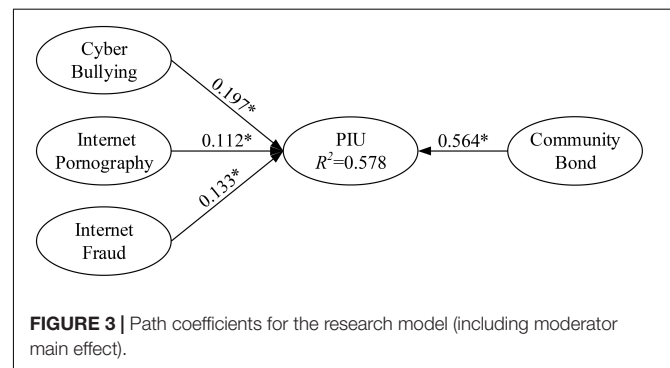 Cyber
Bullying
0.197*
Internet
Pornography
0.112*
PIU
R²=0.578
0.564*
Community
Bond
0.133*
Internet
Fraud
FIGURE 3 | Path coefficients for the research model (including moderator
main effect).